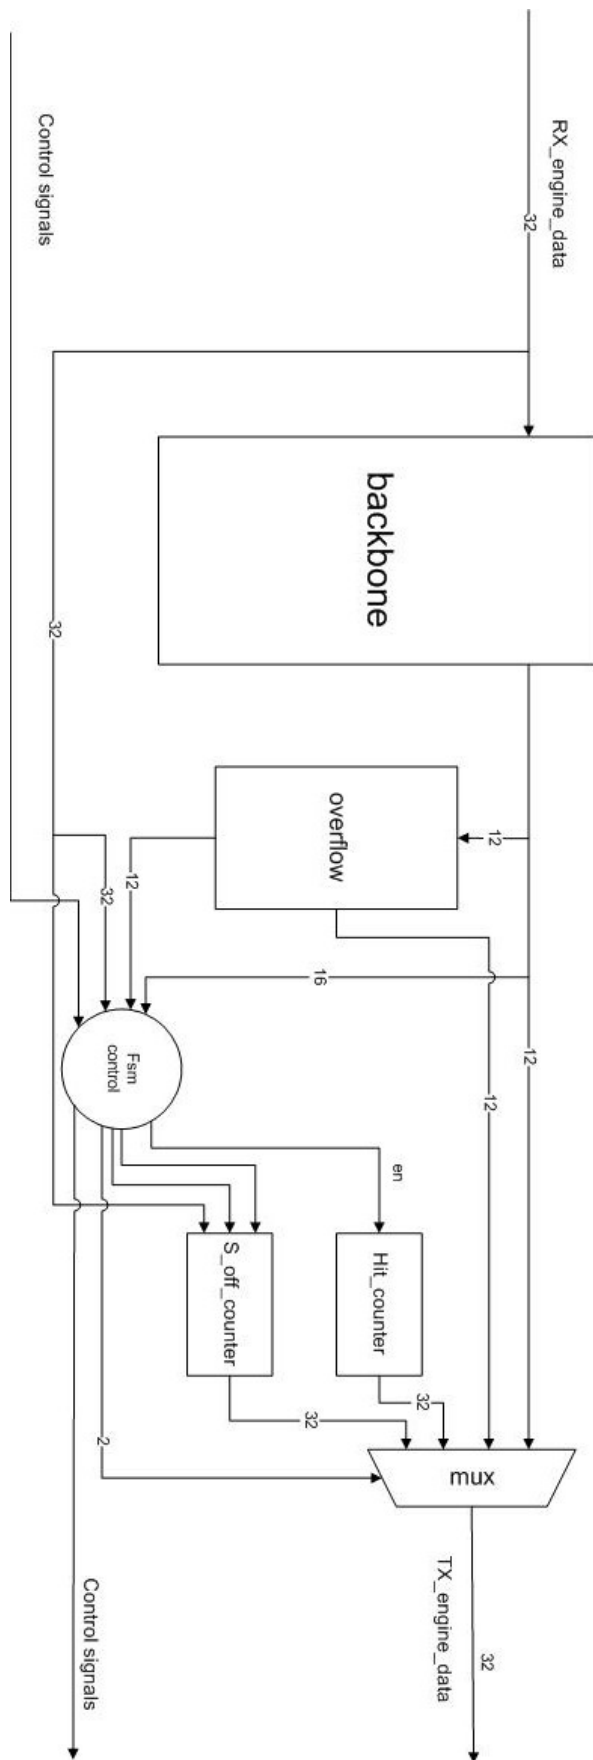 RX_engine_data
32
Control signals
backbone
32
overflow
12
12
32
16
12
12
Fsm
control
en
Hit_counter
S_off_counter
32
32
2
mux
TX_engine_data
32
Control signals